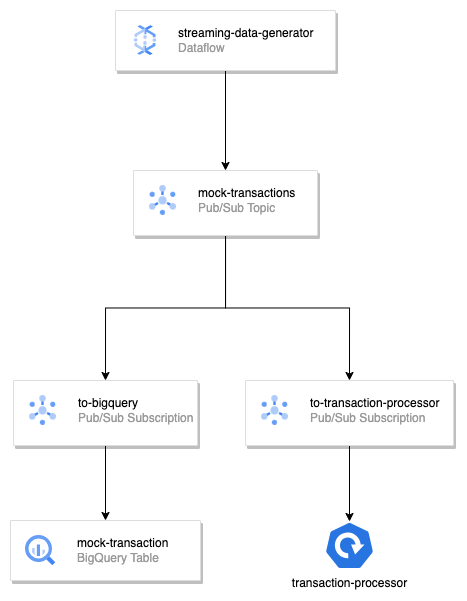 streaming-data-generator
Dataflow
mock-transactions
Pub/Sub Topic
to-bigquery
Pub/Sub Subscription
to-transaction-processor
Pub/Sub Subscription
mock-transaction
BigQuery Table
transaction-processor